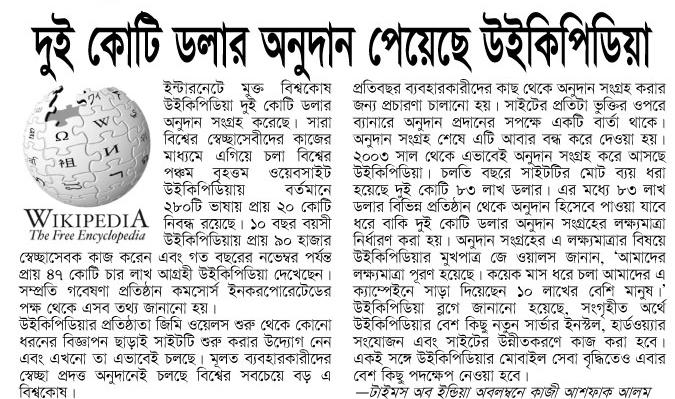 দুই কোটি ডলার অনুদান পেয়েছে উইকিপিডিয়া
WIKIPEDIA
The Free Encyclopedia
ইন্টারনেটে মুক্ত বিশ্বকোষ
উইকিপিডিয়া দুই কোটি ডলার
অনুদান সংগ্রহ করেছে। সারা
বিশ্বের স্বেচ্ছাসেবীদের কাজের
মাধ্যমে এগিয়ে চলা বিশ্বের
পঞ্চম বৃহত্তম ওয়েবসাইট
উইকিপিডিয়ায় বর্তমানে
২৮০টি ভাষায় প্রায় ২০ কোটি
নিবন্ধ রয়েছে। ১০ বছর বয়সী
উইকিপিডিয়ায় প্রায় ৯০ হাজার
স্বেচ্ছাসেবক কাজ করেন এবং গত বছরের নভেম্বর পর্যন্ত
প্রায় ৪৭ কোটি চার লাখ আগ্রহী উইকিপিডিয়া দেখেছেন।
সম্প্রতি গবেষণা প্রতিষ্ঠান কমসোর্স ইনকরপোরেটেডের
পক্ষ থেকে এসব তথ্য জানানো হয়।
উইকিপিডিয়ার প্রতিষ্ঠাতা জিমি ওয়েলস শুরু থেকে কোনো
ধরনের বিজ্ঞাপন ছাড়াই সাইটটি শুরু করার উদ্যোগ নেন
এবং এখনো তা এভাবেই চলছে। মূলত ব্যবহারকারীদের
স্বেচ্ছা প্রদত্ত অনুদানেই চলছে বিশ্বের সবচেয়ে বড় এ
বিশ্বকোষ।
প্রতিবছর ব্যবহারকারীদের কাছ থেকে অনুদান সংগ্রহ করার
জন্য প্রচারণা চালানো হয়। সাইটের প্রতিটা ভুক্তির ওপরে
ব্যানারে অনুদান প্রদানের সপক্ষে একটি বার্তা থাকে।
অনুদান সংগ্রহ শেষে এটি আবার বন্ধ করে দেওয়া হয়।
২০০৩ সাল থেকে এভাবেই অনুদান সংগ্রহ করে আসছে
উইকিপিডিয়া। চলতি বছরে সাইটটির মোট ব্যয় ধরা
হয়েছে দুই কোটি ৮৩ লাখ ডলার। এর মধ্যে ৮৩ লাখ
ডলার বিভিন্ন প্রতিষ্ঠান থেকে অনুদান হিসেবে পাওয়া যাবে
ধরে বাকি দুই কোটি ডলার অনুদান সংগ্রহের লক্ষ্যমাত্রা
নির্ধারণ করা হয়। অনুদান সংগ্রহের এ লক্ষ্যমাত্রার বিষয়ে
উইকিপিডিয়ার মুখপাত্র জে ওয়ালস জানান, ‘আমাদের
লক্ষ্যমাত্রা পূরণ হয়েছে। কয়েক মাস ধরে চলা আমাদের এ
ক্যাম্পেইনে সাড়া দিয়েছেন ১০ লাখের বেশি মানুষ।’
উইকিপিডিয়া ব্লগে জানানো হয়েছে, সংগৃহীত অর্থে
উইকিপিডিয়ার বেশ কিছু নতুন সার্ভার ইনস্টল, হার্ডওয়্যার
সংযোজন এবং সাইটের উন্নীতকরণে কাজ করা হবে।
একই সঙ্গে উইকিপিডিয়ার মোবাইল সেবা বৃদ্ধিতেও এবার
বেশ কিছু পদক্ষেপ নেওয়া হবে।
—টাইমস অব ইন্ডিয়া অবলম্বনে কাজী আশফাক আলম